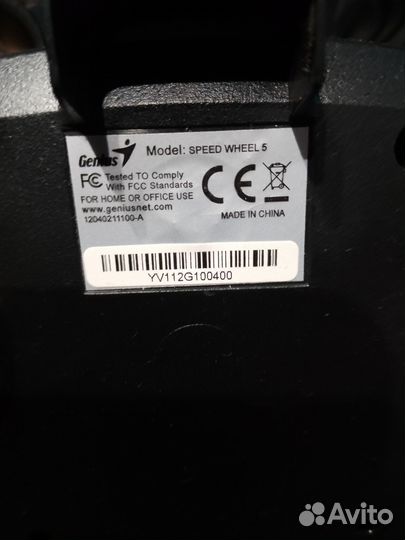 Genius
Model: SPEED WHEEL 5
FC Tested TO Comply
With FCC Standards
FOR HOME OR OFFICE USE
www.geniusnet.com
12040211100-A
CE
MADE IN CHINA
YV112G100400
Avito